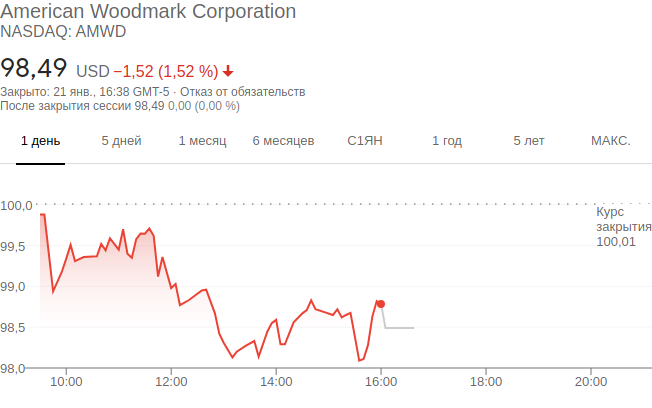 American Woodmark Corporation
NASDAQ: AMWD
98,49 USD −1,52 (1,52 %)
Закрыто: 21 янв., 16:38 GMT-5 · Отказ от обязательств
После закрытия сессии 98,49 0,00 (0,00 %)
1 день 5 дней 1 месяц 6 месяцев С1ЯН 1 год 5 лет МАКС.
100,0
Курс
закрытия
100,01
99,5
99,0
98,5
98,0
10:00 12:00 14:00 16:00 18:00 20:00